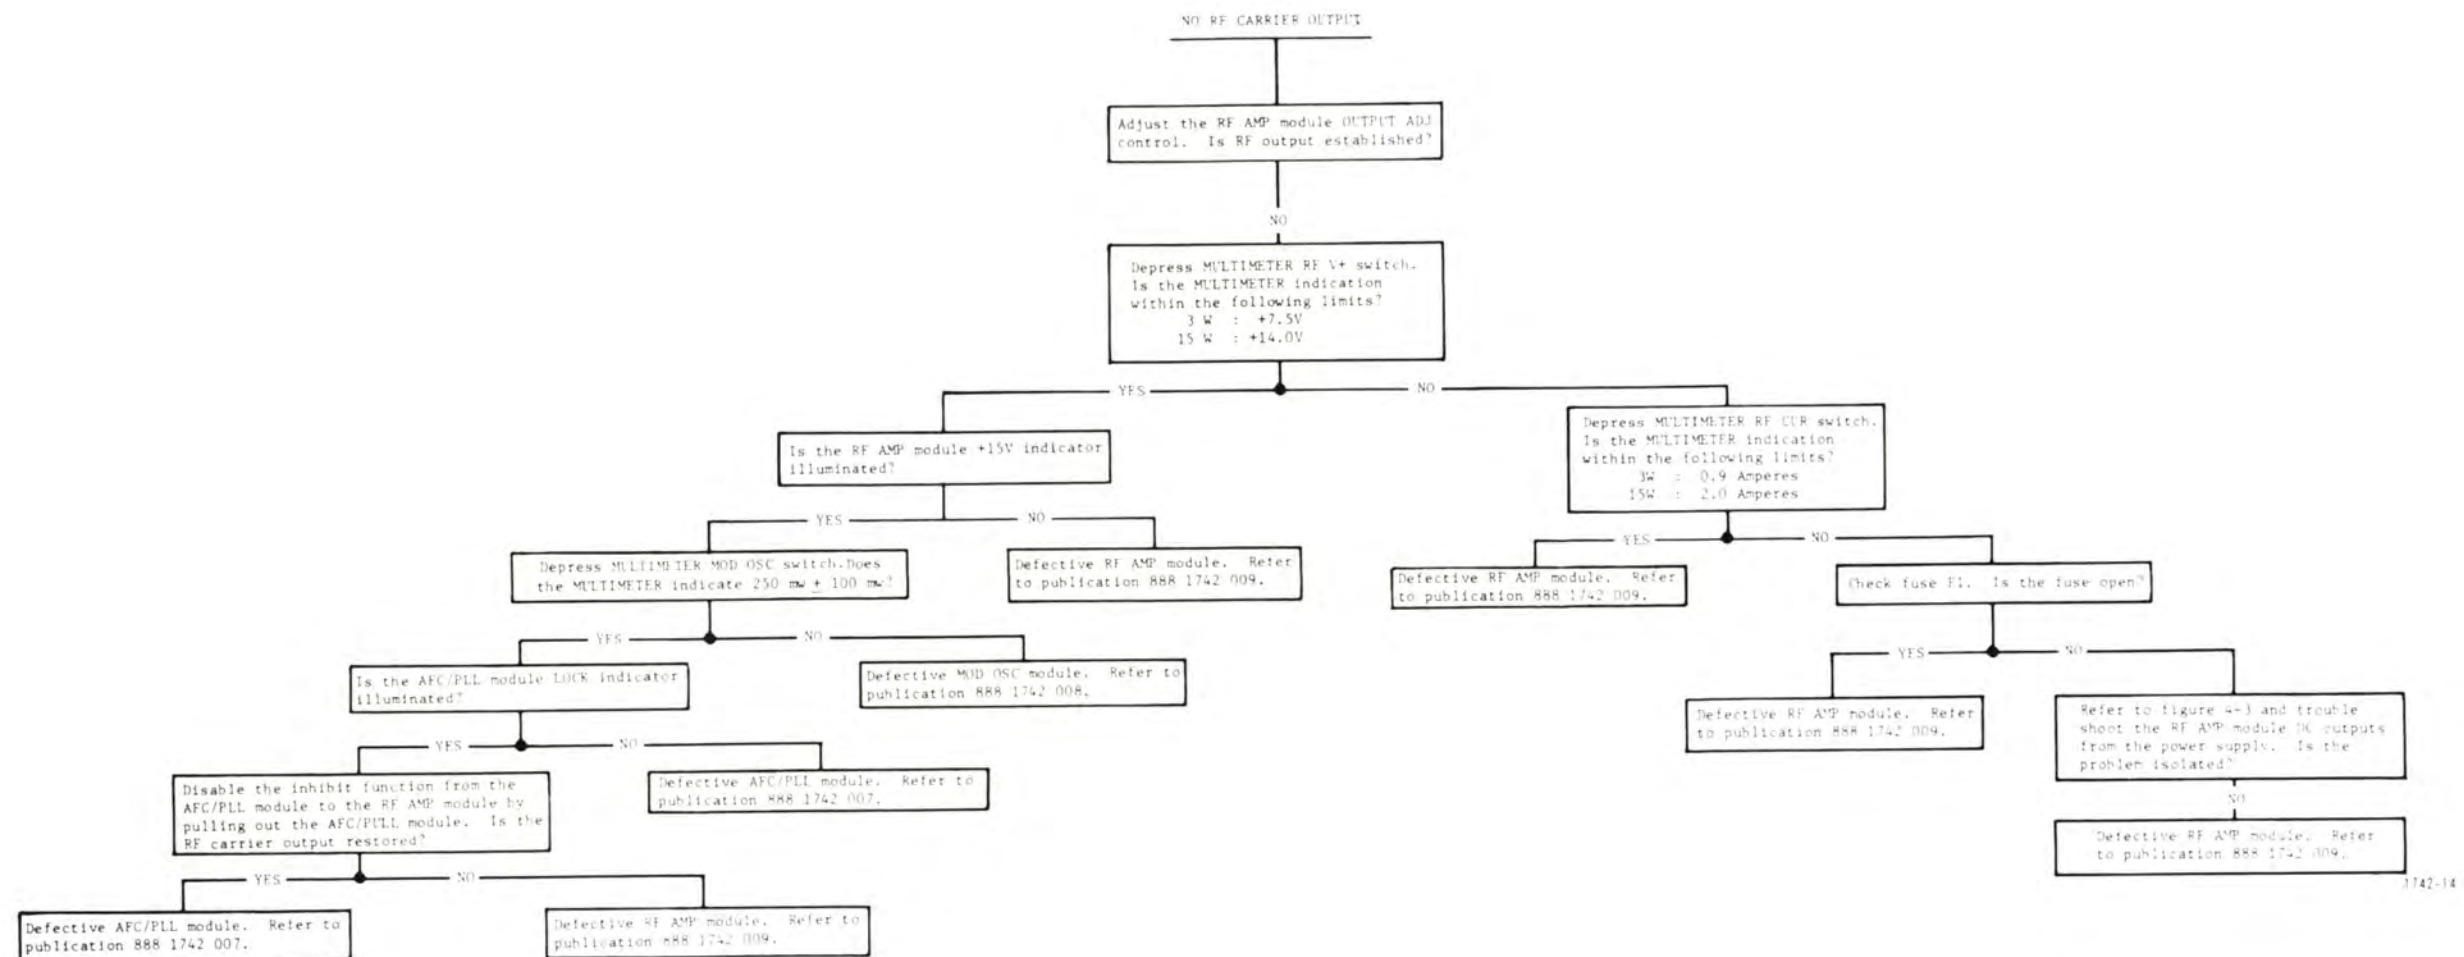 NO RF CARRIER OUTPUT
Adjust the RF AMP module OUTPUT ADJ
control. Is RF output established?
NO
Depress MULTIMETER RF V+ switch.
Is the MULTIMETER indication
within the following limits?
3 W : +7.5V
15 W : +14.0V
YES
NO
Is the RF AMP module +15V indicator
illuminated?
Depress MULTIMETER RF CUR switch.
Is the MULTIMETER indication
within the following limits?
3W : 0.9 Amperes
15W : 2.0 Amperes
YES
NO
YES
NO
Depress MULTIMETER MOD OSC switch.Does
the MULTIMETER indicate 250 mw ± 100 mw?
Defective RF AMP module. Refer
to publication 888 1742 009.
Defective RF AMP module. Refer
to publication 888 1742 009.
Check fuse F1. Is the fuse open?
YES
NO
YES
NO
Is the AFC/PLL module LOCK indicator
illuminated?
Defective MOD OSC module. Refer to
publication 888 1742 008.
Defective RF AMP module. Refer
to publication 888 1742 009.
Refer to figure 4-3 and trouble
shoot the RF AMP module DC outputs
from the power supply. Is the
problem isolated?
YES
NO
NO
Disable the inhibit function from the
AFC/PLL module to the RF AMP module by
pulling out the AFC/PULL module. Is the
RF carrier output restored?
Defective AFC/PLL module. Refer to
publication 888 1742 007.
Defective RF AMP module. Refer
to publication 888 1742 009.
YES
NO
1742-14
Defective AFC/PLL module. Refer to
publication 888 1742 007.
Defective RF AMP module. Refer to
publication 888 1742 009.